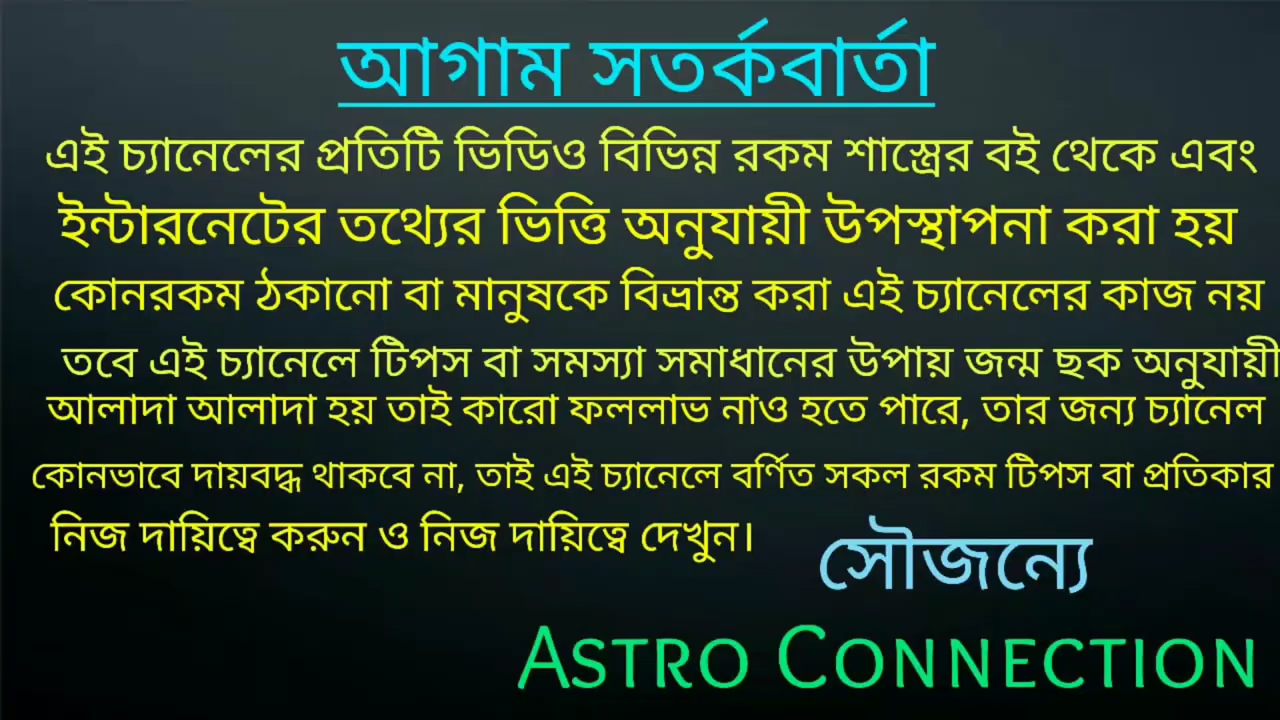 আগাম সতর্কবার্তা
এই চ্যানেলের প্রতিটি ভিডিও বিভিন্ন রকম শাস্ত্রের বই থেকে এবং
ইন্টারনেটের তথ্যের ভিত্তি অনুযায়ী উপস্থাপনা করা হয়
কোনরকম ঠকানো বা মানুষকে বিভ্রান্ত করা এই চ্যানেলের কাজ নয়
তবে এই চ্যানেলে টিপস বা সমস্যা সমাধানের উপায় জন্ম ছক অনুযায়ী
আলাদা আলাদা হয় তাই কারো ফললাভ নাও হতে পারে, তার জন্য চ্যানেল
কোনভাবে দায়বদ্ধ থাকবে না, তাই এই চ্যানেলে বর্ণিত সকল রকম টিপস বা প্রতিকার
নিজ দায়িত্বে করুন ও নিজ দায়িত্বে দেখুন।
সৌজন্যে
ASTRO CONNECTION